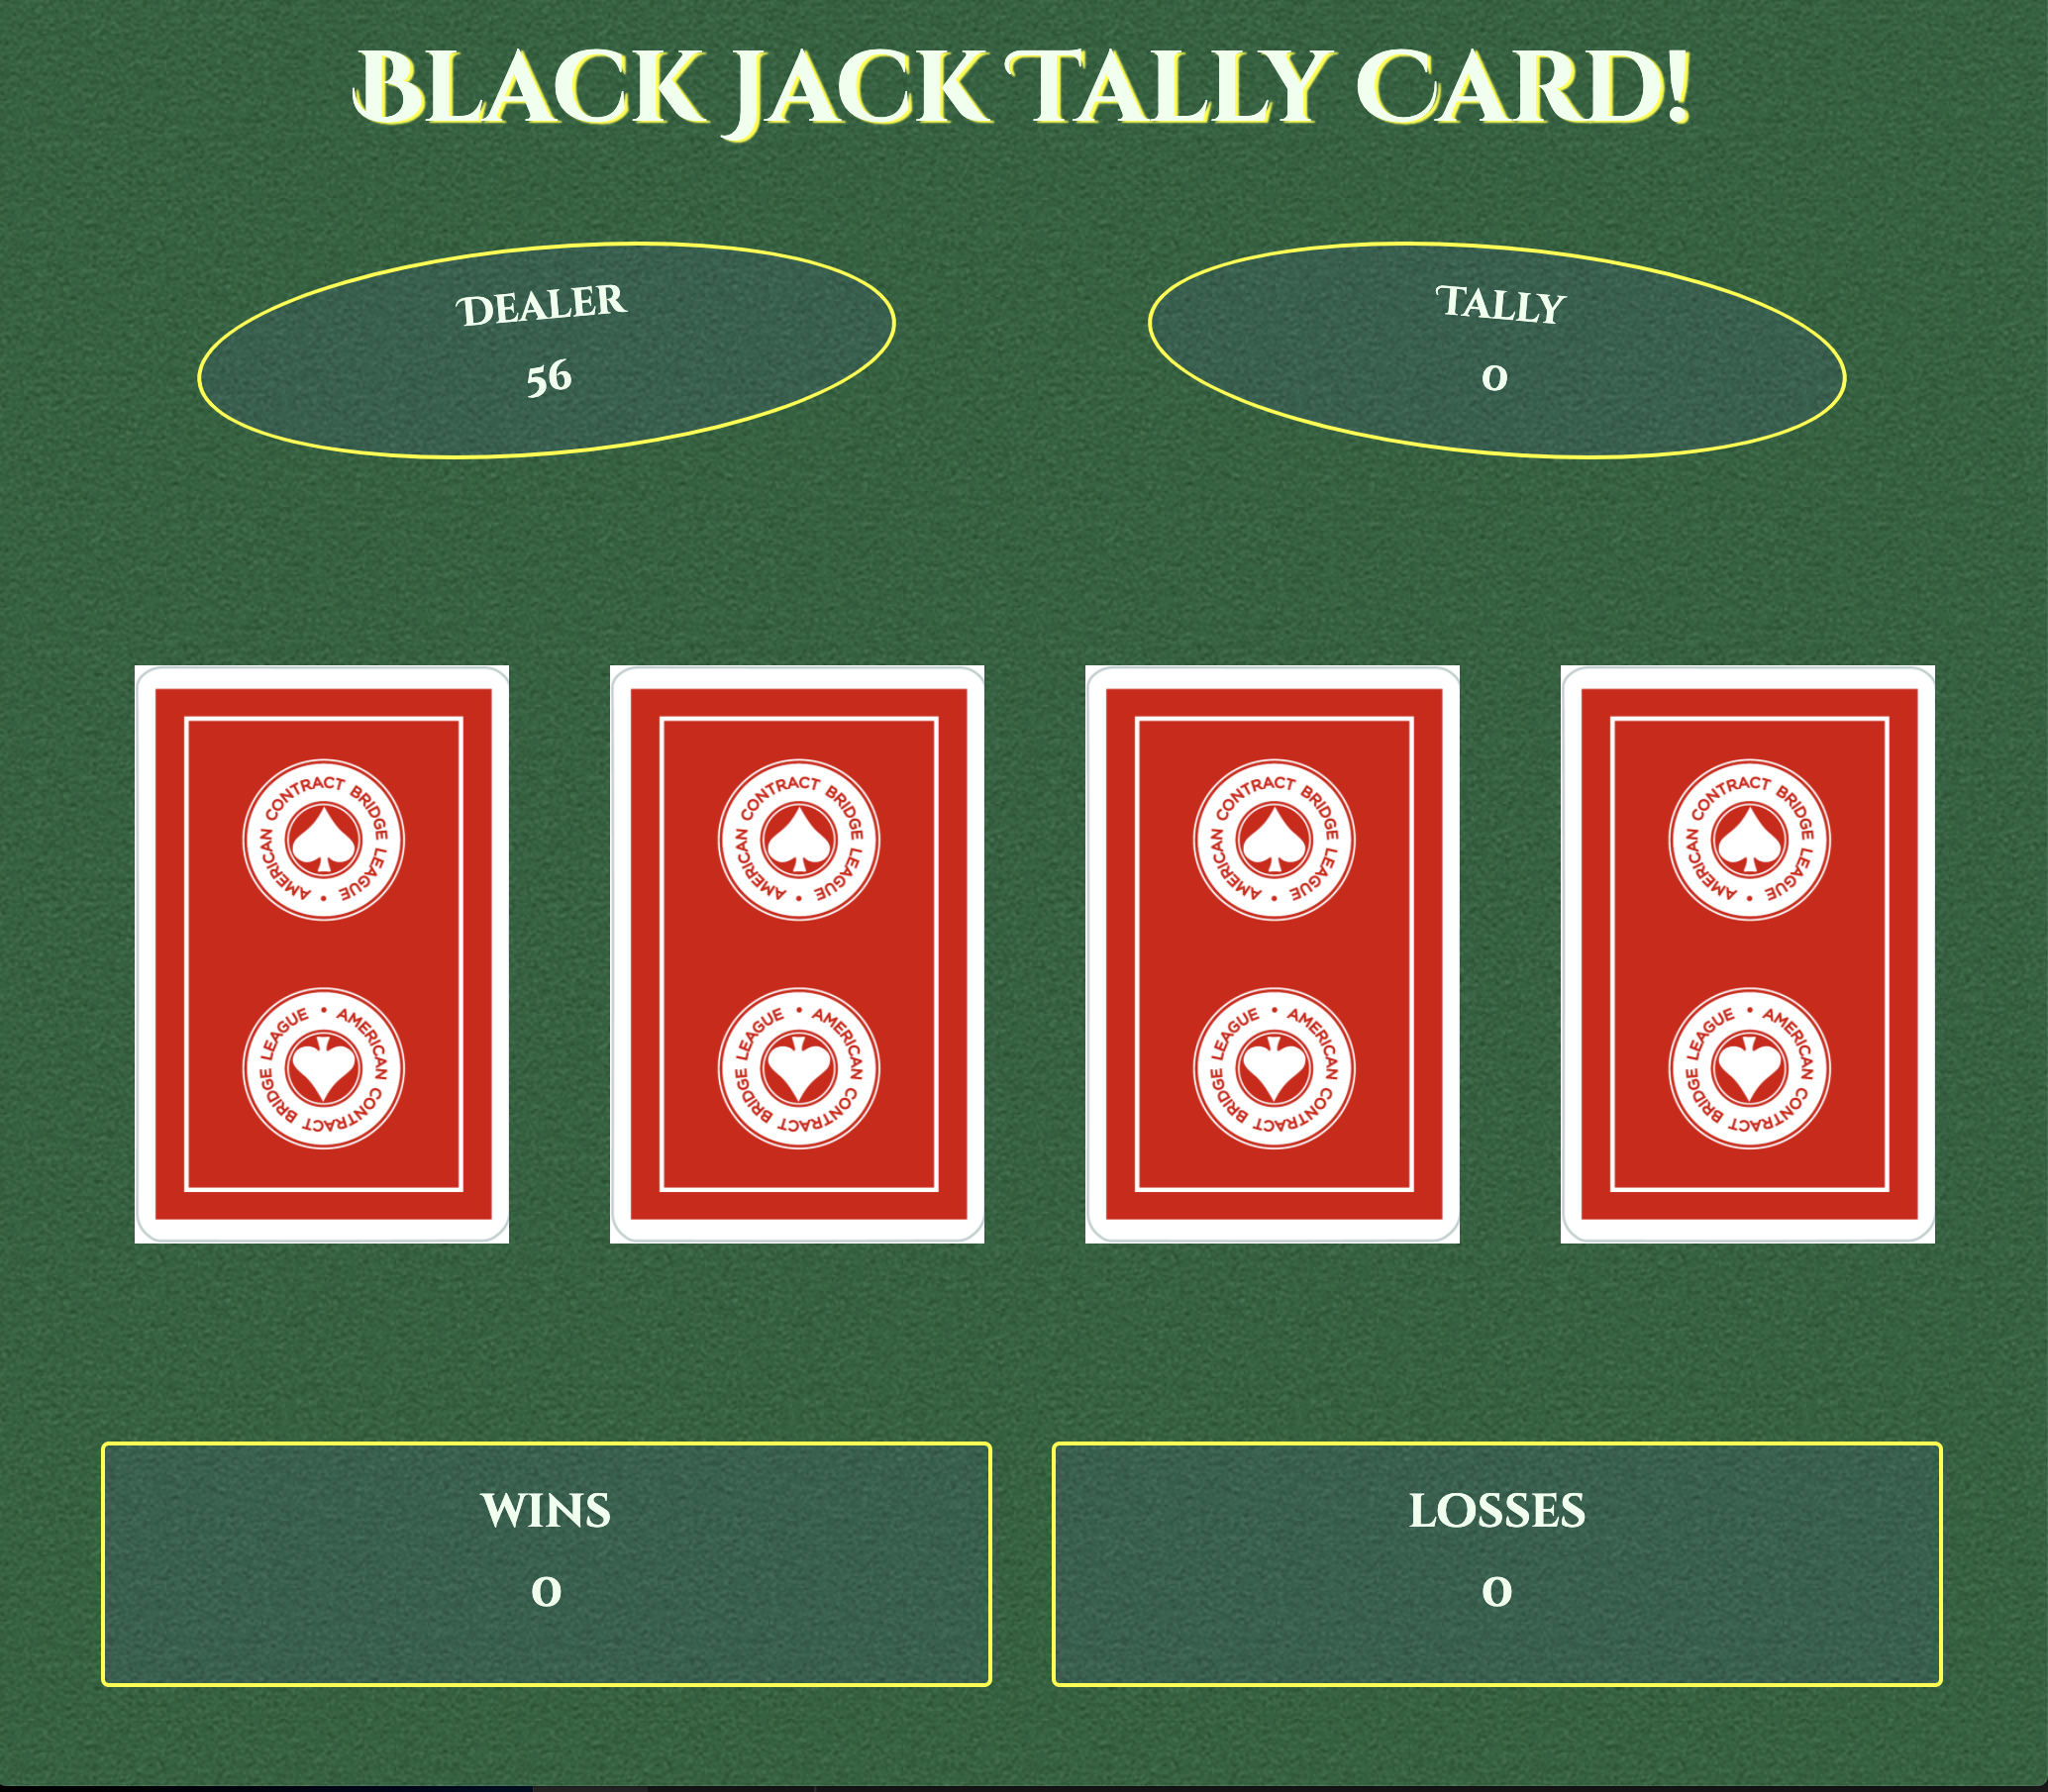 Black Jack Tally Card!
Dealer
56
Tally
0
AMERICAN CONTRACT BRIDGE LEAGUE •
AMERICAN CONTRACT BRIDGE LEAGUE •
AMERICAN CONTRACT BRIDGE LEAGUE •
AMERICAN CONTRACT BRIDGE LEAGUE •
AMERICAN CONTRACT BRIDGE LEAGUE •
AMERICAN CONTRACT BRIDGE LEAGUE •
AMERICAN CONTRACT BRIDGE LEAGUE •
AMERICAN CONTRACT BRIDGE LEAGUE •
wins
0
losses
0